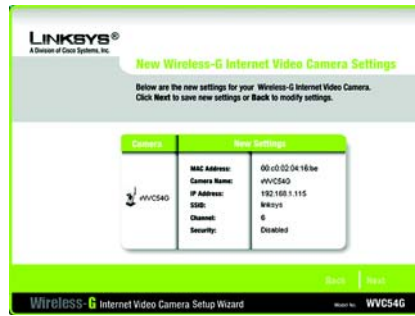 LINKSYS®
A Division of Cisco Systems, Inc.
New Wireless-G Internet Video Camera Settings
Below are the new settings for your Wireless-G Internet Video Camera.
Click Next to save new settings or Back to modify settings.
Camera New Settings
WVC54G
MAC Address: 00:c0:02:04:16:be
Camera Name: WVC54G
IP Address: 192.168.1.115
SSID: linksys
Channel: 6
Security: Disabled
Back Next
Wireless-G Internet Video Camera Setup Wizard Model No. WVC54G